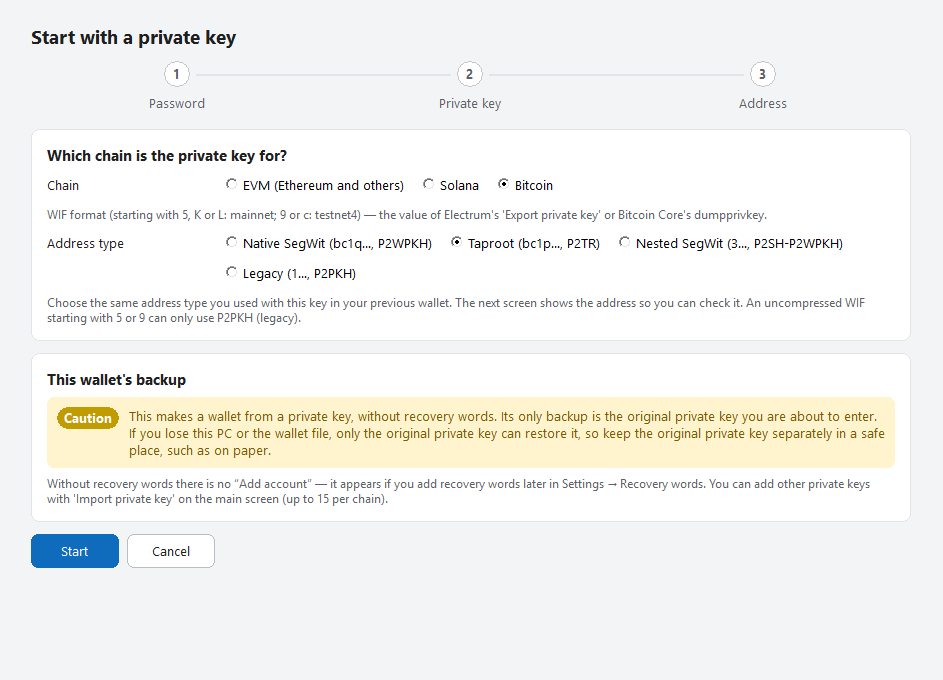 Start with a private key
1
2
3
Password
Private key
Address
Which chain is the private key for?
Chain
EVM (Ethereum and others)
Solana
Bitcoin
WIF format (starting with 5, K or L: mainnet; 9 or c: testnet4) — the value of Electrum's 'Export private key' or Bitcoin Core's dumpprivkey.
Address type
Native SegWit (bc1q..., P2WPKH)
Taproot (bc1p..., P2TR)
Nested SegWit (3..., P2SH-P2WPKH)
Legacy (1..., P2PKH)
Choose the same address type you used with this key in your previous wallet. The next screen shows the address so you can check it. An uncompressed WIF
starting with 5 or 9 can only use P2PKH (legacy).
This wallet's backup
Caution
This makes a wallet from a private key, without recovery words. Its only backup is the original private key you are about to enter.
If you lose this PC or the wallet file, only the original private key can restore it, so keep the original private key separately in a safe
place, such as on paper.
Without recovery words there is no "Add account" — it appears if you add recovery words later in Settings → Recovery words. You can add other private keys
with 'Import private key' on the main screen (up to 15 per chain).
Start
Cancel